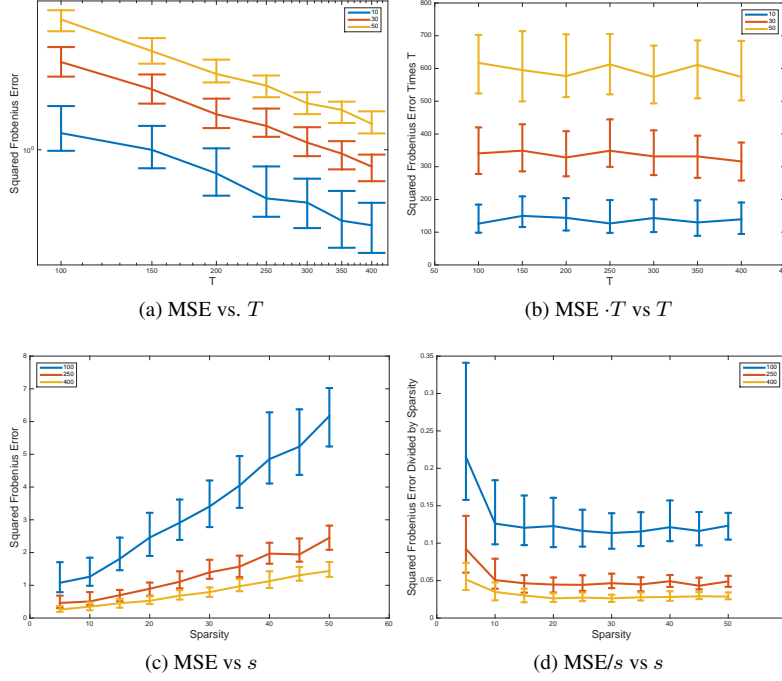 10
30
50
Squared Frobenius Error
10⁰
100 150 200 250 300 350 400
T
(a) MSE vs. T
10
30
50
Squared Frobenius Error Times T
800
700
600
500
400
300
200
100
0
50 100 150 200 250 300 350 400
T
(b) MSE ·T vs T
100
250
400
Squared Frobenius Error
8
7
6
5
4
3
2
1
0
0 10 20 30 40 50 60
Sparsity
(c) MSE vs s
100
250
400
Squared Frobenius Error Divided by Sparsity
0.35
0.3
0.25
0.2
0.15
0.1
0.05
0
0 10 20 30 40 50
Sparsity
(d) MSE/s vs s